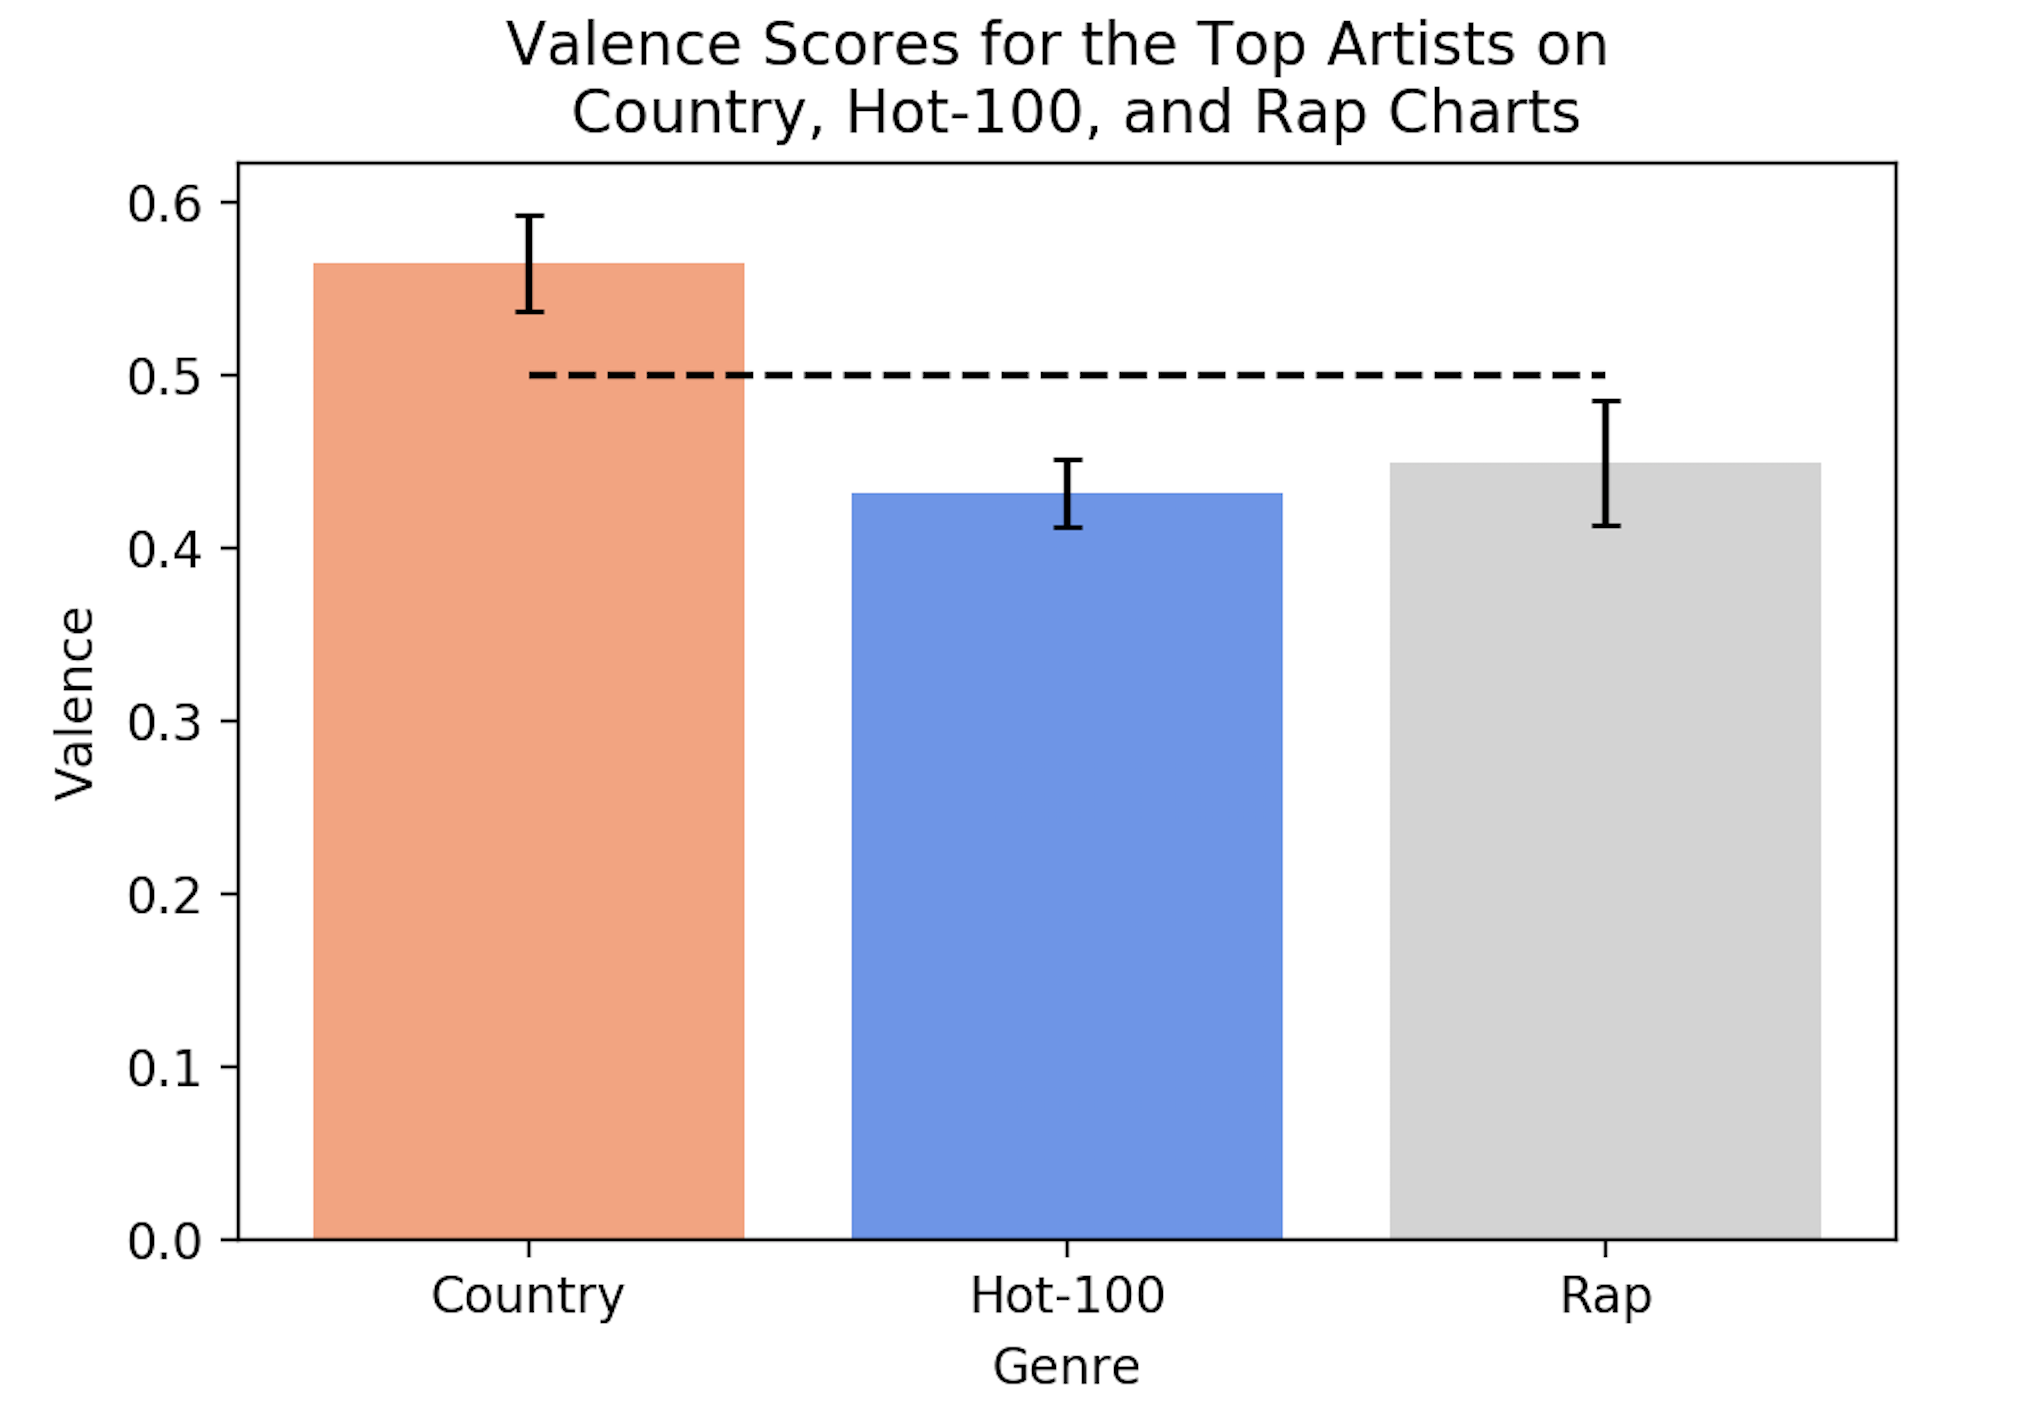 Valence Scores for the Top Artists on
Country, Hot-100, and Rap Charts
0.6
0.5
0.4
0.3
0.2
0.1
0.0
Valence
Country
Hot-100
Rap
Genre